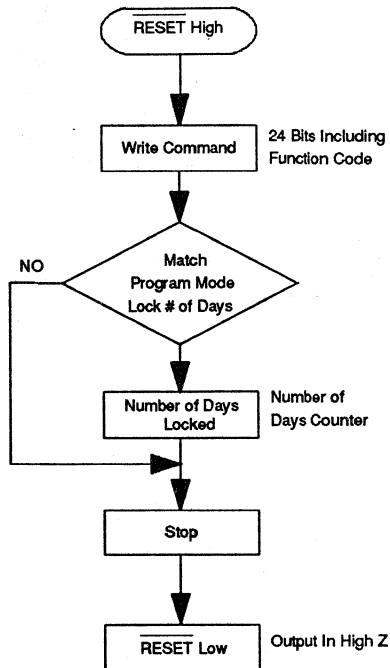 RESET High
Write Command
24 Bits Including
Function Code
Match
Program Mode
Lock # of Days
NO
Number of Days
Locked
Number of
Days Counter
Stop
RESET Low
Output In High Z